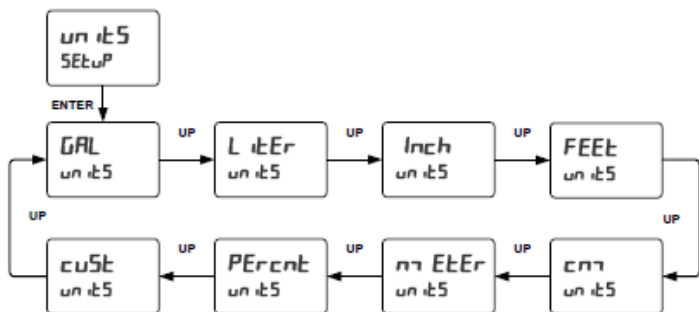 unitS
SEtuP
ENTER
GAL
unitS
UP
LitEr
unitS
UP
Inch
unitS
UP
FEEt
unitS
UP
UP
cuSt
unitS
UP
PErcnt
unitS
UP
mEtEr
unitS
UP
cm
unitS